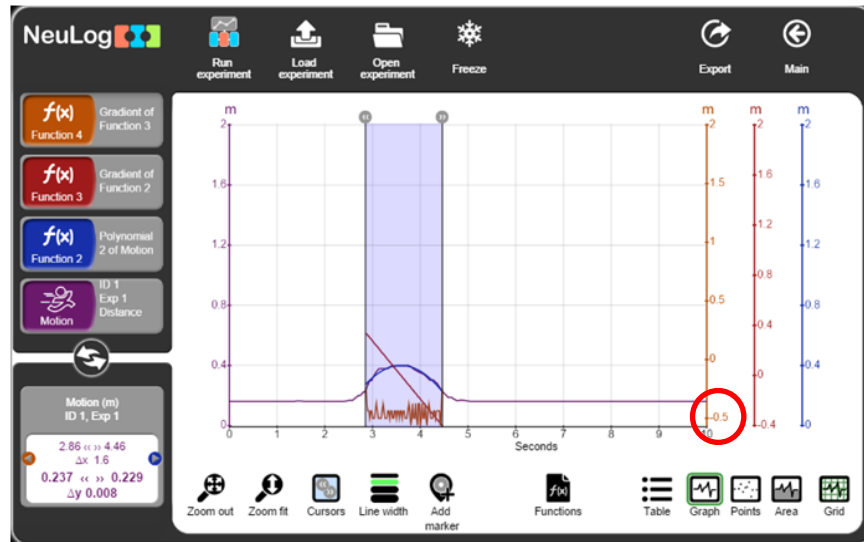 NeuLog
Run
experiment
Load
experiment
Open
experiment
Freeze
Export
Main
f(x)
Function 4
Gradient of
Function 3
f(x)
Function 3
Gradient of
Function 2
f(x)
Function 2
Polynomial
2 of Motion
Motion
ID 1
Exp 1
Distance
Motion (m)
ID 1, Exp 1
2.86 « » 4.46
Δx 1.6
0.237 « » 0.229
Δy 0.008
m
2
1.6
1.2
0.8
0.4
0
« »
0 1 2 3 4 5 6 7 8 9 10
Seconds
m
2
1.5
1
0.5
0
-0.5
m
2
1.6
1.2
0.8
0.4
0
-0.4
m
2
1.6
1.2
0.8
0.4
0
Zoom out
Zoom fit
Cursors
Line width
Add
marker
f(x)
Functions
Table
Graph
Points
Area
Grid